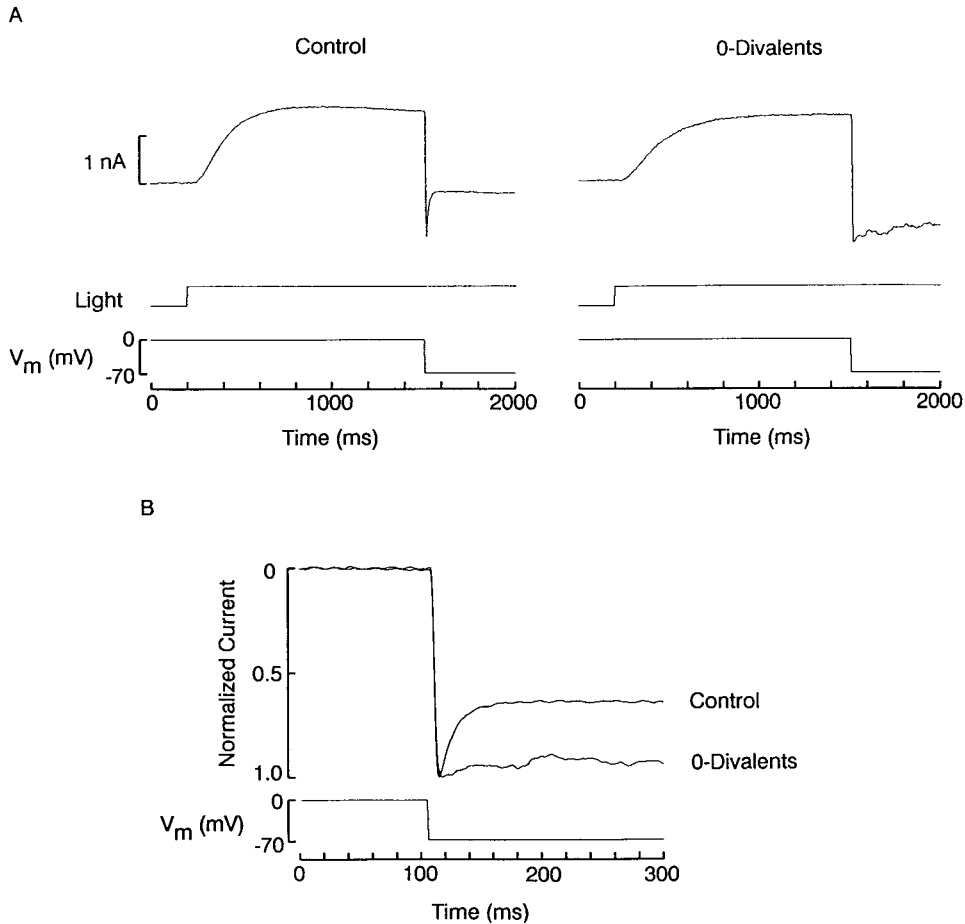 A
Control
0-Divalents
1 nA
Light
Vm (mV)
0
-70
0
1000
2000
Time (ms)
0
1000
2000
Time (ms)
B
Normalized Current
0
0.5
1.0
Control
0-Divalents
Vm (mV)
0
-70
0
100
200
300
Time (ms)